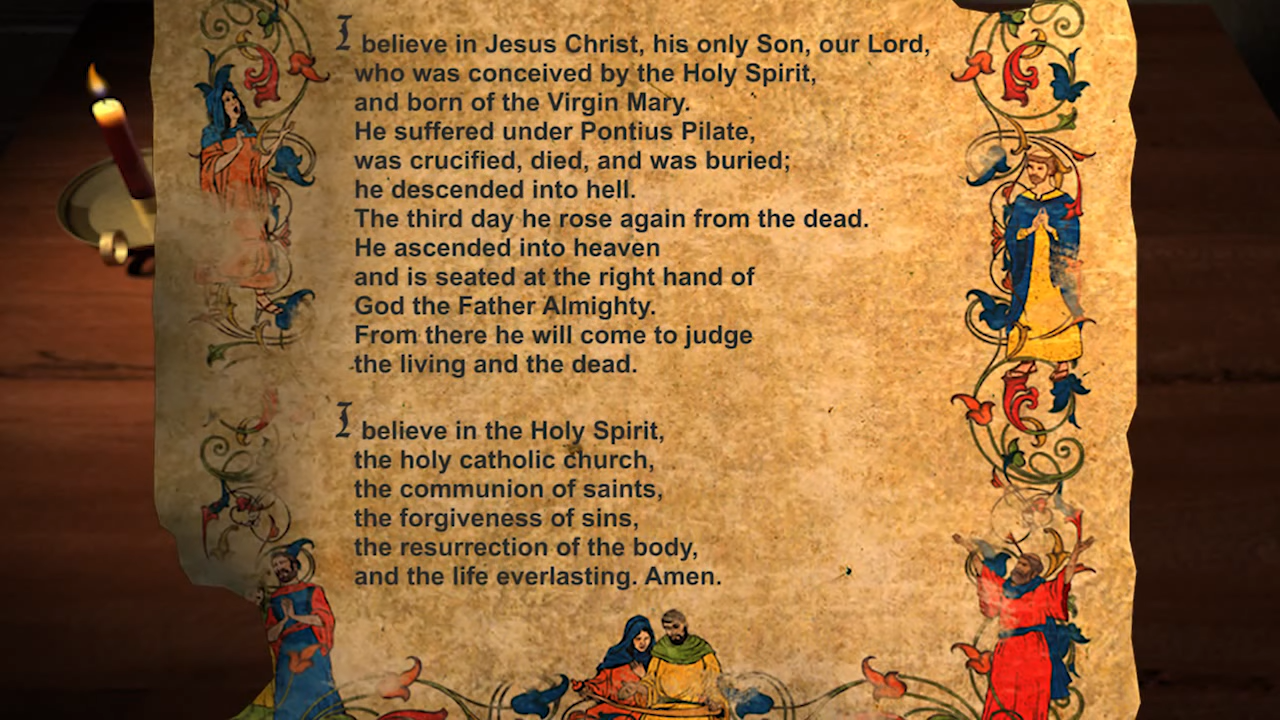 I believe in Jesus Christ, his only Son, our Lord,
who was conceived by the Holy Spirit,
and born of the Virgin Mary.
He suffered under Pontius Pilate,
was crucified, died, and was buried;
he descended into hell.
The third day he rose again from the dead.
He ascended into heaven
and is seated at the right hand of
God the Father Almighty.
From there he will come to judge
the living and the dead.
I believe in the Holy Spirit,
the holy catholic church,
the communion of saints,
the forgiveness of sins,
the resurrection of the body,
and the life everlasting. Amen.